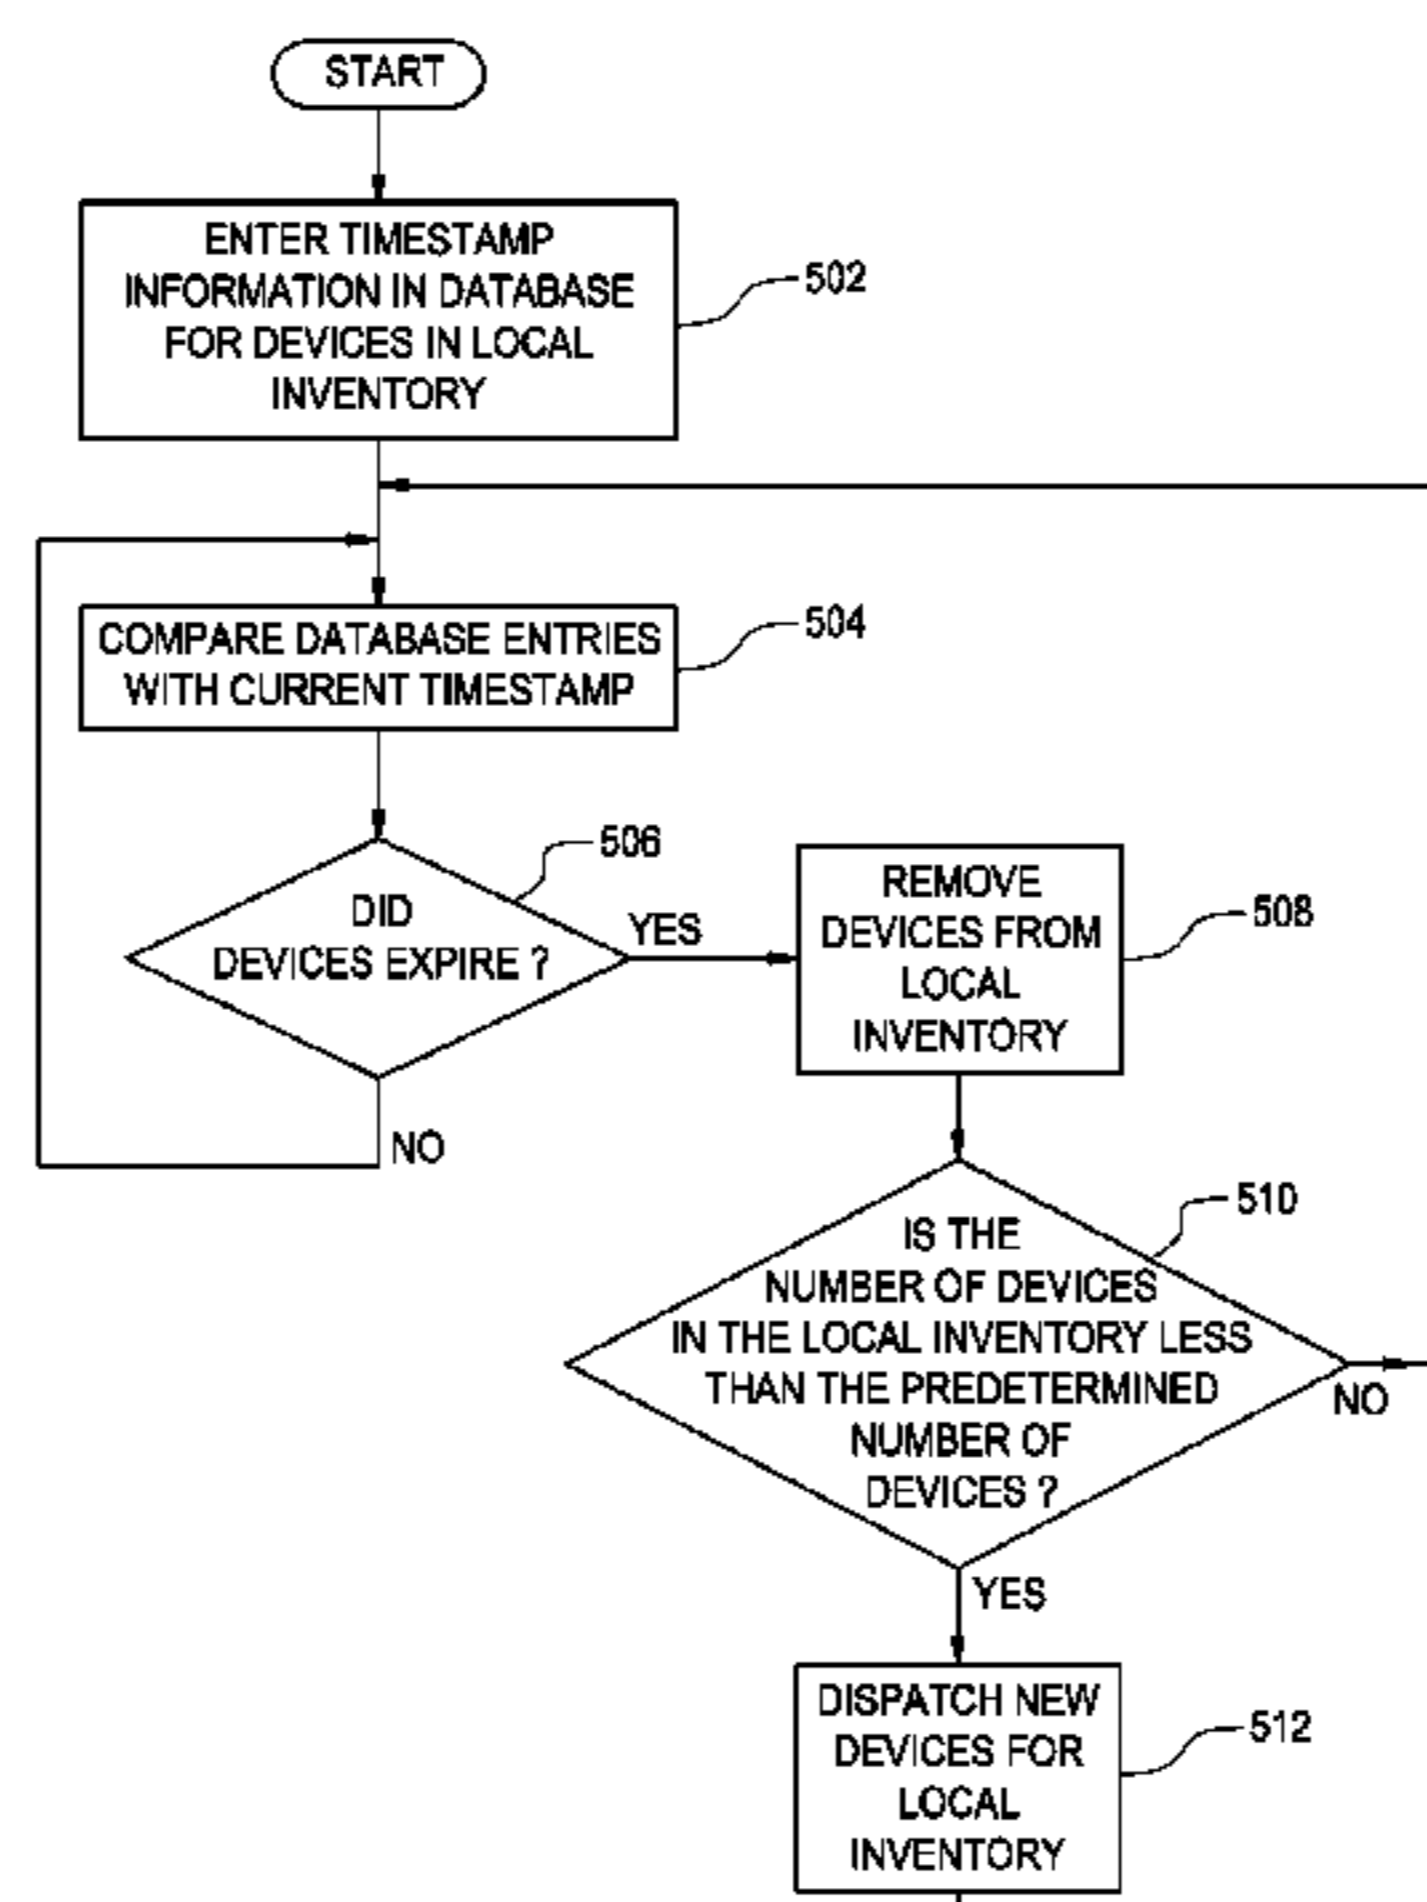 START
ENTER TIMESTAMP
INFORMATION IN DATABASE
FOR DEVICES IN LOCAL
INVENTORY
502
COMPARE DATABASE ENTRIES
WITH CURRENT TIMESTAMP
504
DID
DEVICES EXPIRE ?
506
YES
NO
REMOVE
DEVICES FROM
LOCAL
INVENTORY
508
IS THE
NUMBER OF DEVICES
IN THE LOCAL INVENTORY LESS
THAN THE PREDETERMINED
NUMBER OF
DEVICES ?
510
NO
YES
DISPATCH NEW
DEVICES FOR
LOCAL
INVENTORY
512